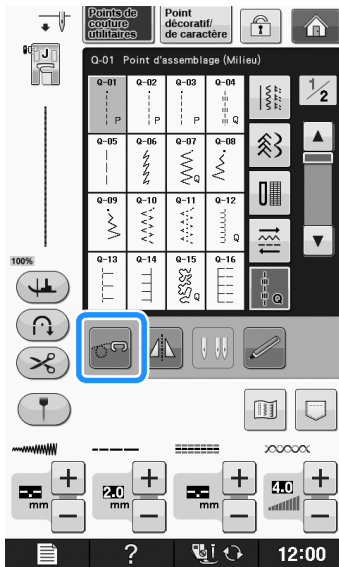 Points de couture utilitaires
Point décoratif/ de caractère
J
Q-01 Point d'assemblage (Milieu)
1/2
Q-01 Q-02 Q-03 Q-04
P P P Q
Q-05 Q-06 Q-07 Q-08
Q Q
Q-09 Q-10 Q-11 Q-12
Q Q
Q-13 Q-14 Q-15 Q-16
Q
100%
Q
-.- mm
2.0 mm
-.- mm
4.0
+ + + +
− − − −
? 12:00